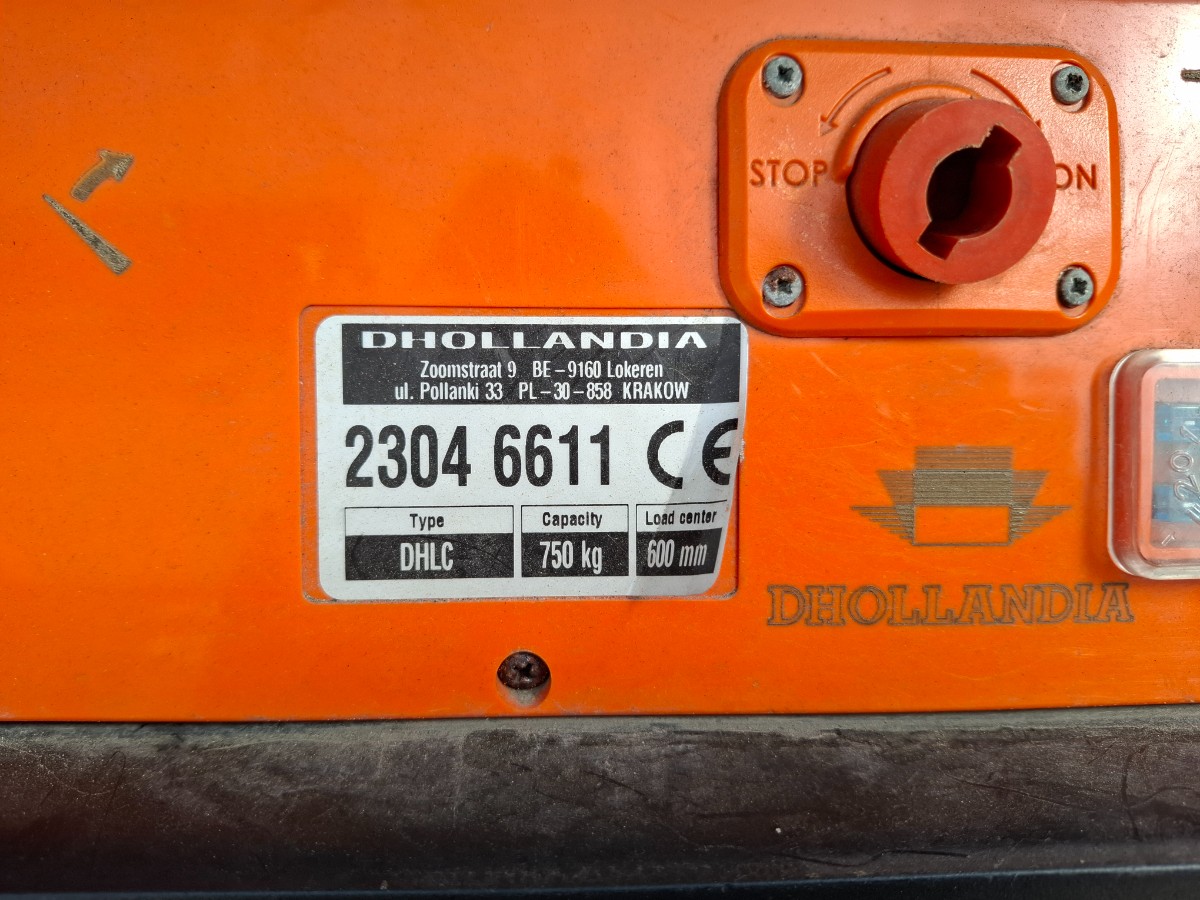 STOP
ON
DHOLLANDIA
Zoomstraat 9 BE-9160 Lokeren
ul. Pollanki 33 PL-30-858 KRAKOW
2304 6611 CE
Type Capacity Load center
DHLC 750 kg 600 mm
DHOLLANDIA